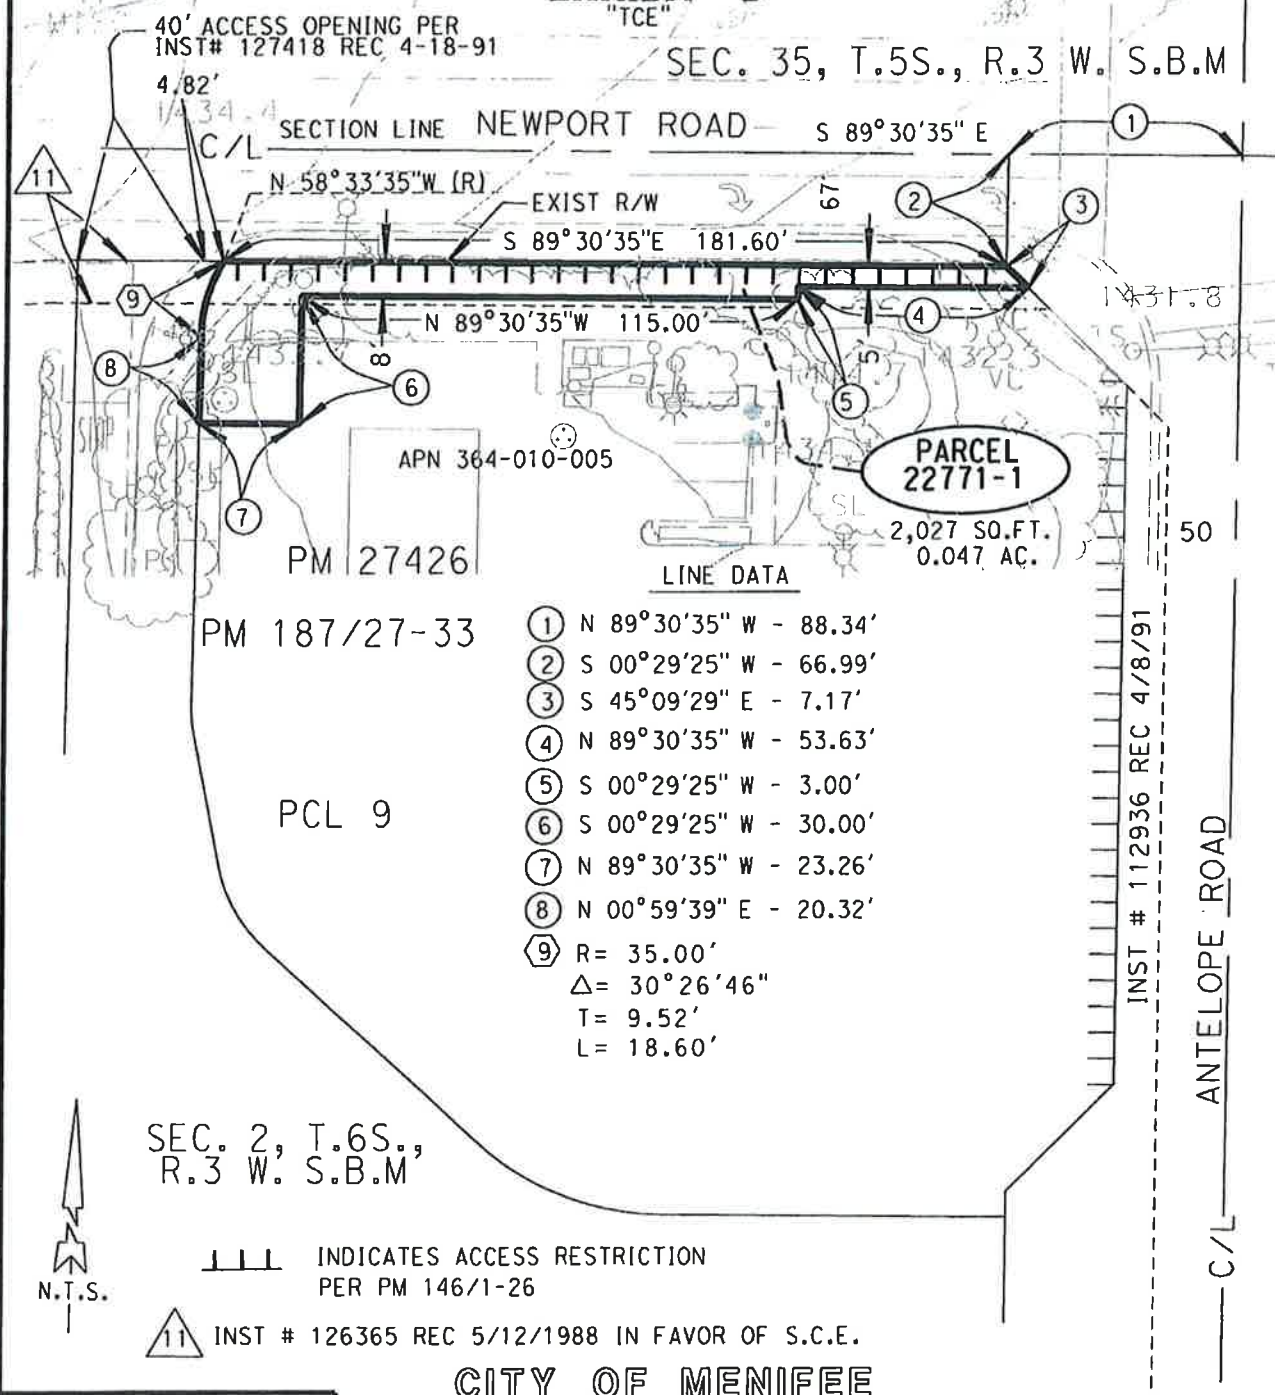 "TCE"
40' ACCESS OPENING PER
INST# 127418 REC 4-18-91
4.82'
SEC. 35, T.5S., R.3 W. S.B.M
1434.4
SECTION LINE NEWPORT ROAD S 89°30'35" E
1
C/L
11
N 58°33'35"W (R)
EXIST R/W
67'
2
3
S 89°30'35"E 181.60'
9
N 89°30'35"W 115.00'
4
1431.8
8'
5'
8
6
5
VL
APN 364-010-005
PARCEL
22771-1
7
SL
2,027 SQ.FT.
0.047 AC.
50
PM 27426
LINE DATA
PM 187/27-33
1 N 89°30'35" W - 88.34'
2 S 00°29'25" W - 66.99'
3 S 45°09'29" E - 7.17'
4 N 89°30'35" W - 53.63'
5 S 00°29'25" W - 3.00'
6 S 00°29'25" W - 30.00'
7 N 89°30'35" W - 23.26'
8 N 00°59'39" E - 20.32'
9 R= 35.00'
Δ= 30°26'46"
T= 9.52'
L= 18.60'
PCL 9
INST # 112936 REC 4/8/91
ANTELOPE ROAD
C/L
SEC. 2, T.6S.,
R.3 W. S.B.M
N.T.S.
INDICATES ACCESS RESTRICTION
PER PM 146/1-26
11 INST # 126365 REC 5/12/1988 IN FAVOR OF S.C.E.
CITY OF MENIFEE